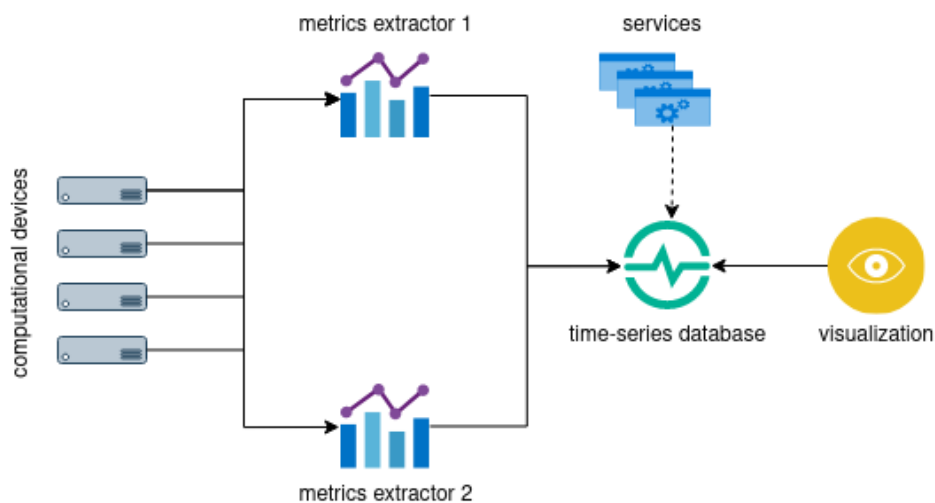 metrics extractor 1
services
computational devices
time-series database
visualization
metrics extractor 2